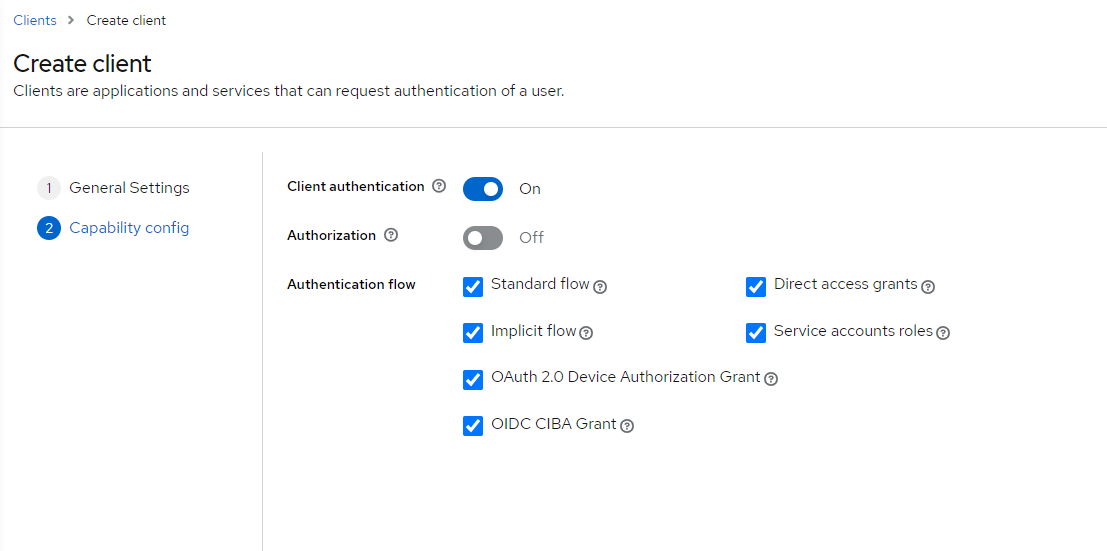 Clients > Create client
Create client
Clients are applications and services that can request authentication of a user.
1 General Settings
2 Capability config
Client authentication ? On
Authorization ? Off
Authentication flow
Standard flow ? Direct access grants ?
Implicit flow ? Service accounts roles ?
OAuth 2.0 Device Authorization Grant ?
OIDC CIBA Grant ?